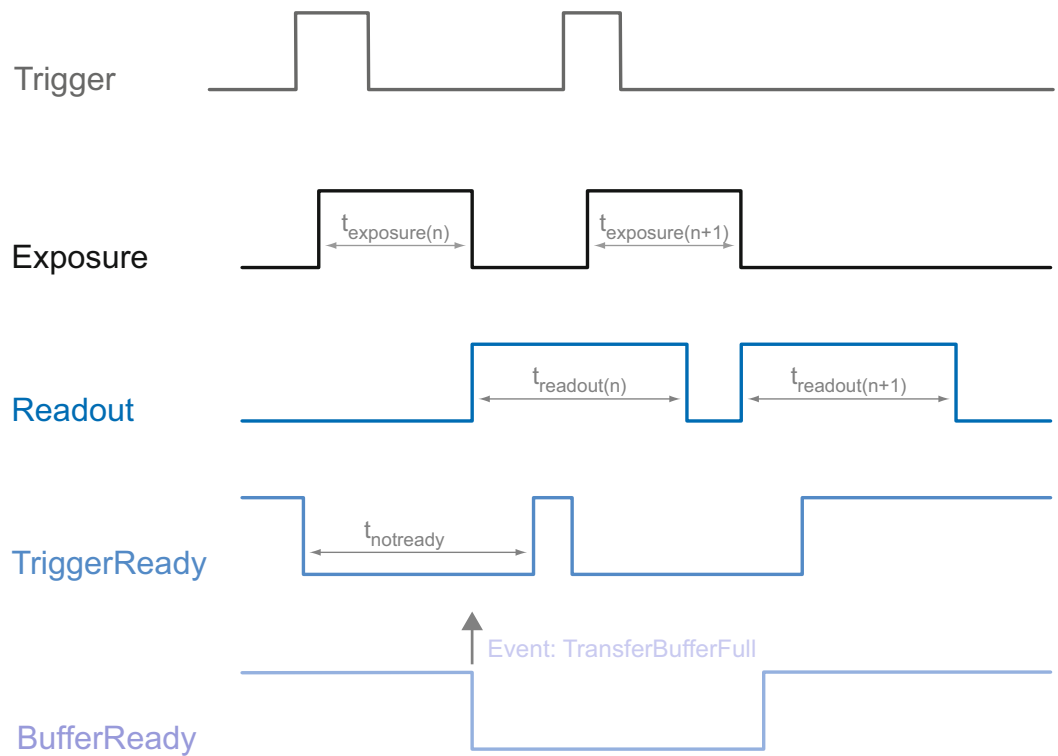 Trigger
Exposure
t_exposure(n)
t_exposure(n+1)
Readout
t_readout(n)
t_readout(n+1)
TriggerReady
t_notready
Event: TransferBufferFull
BufferReady